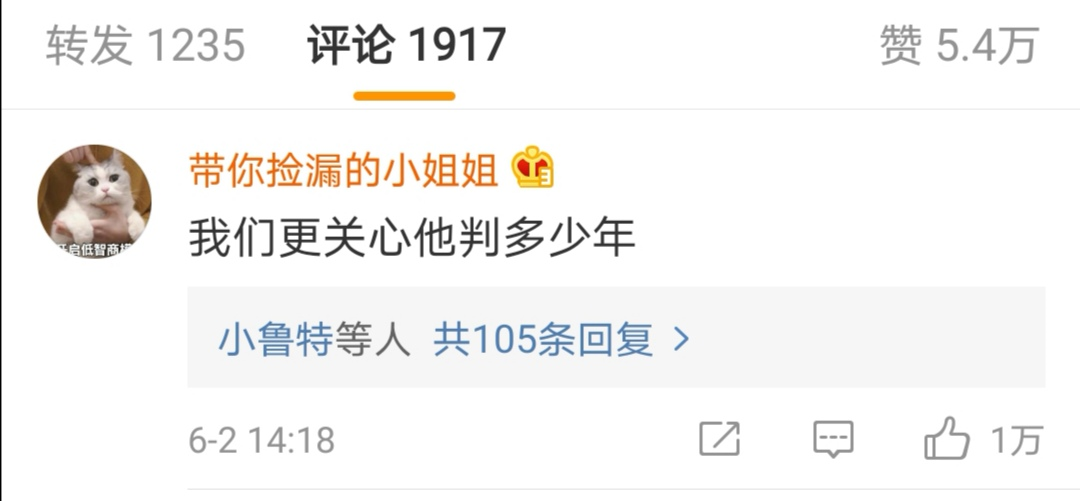 转发 1235 评论 1917 赞 5.4万
带你捡漏的小姐姐
我们更关心他判多少年
小鲁特等人 共105条回复 >
6-2 14:18 1万
开启低智商模